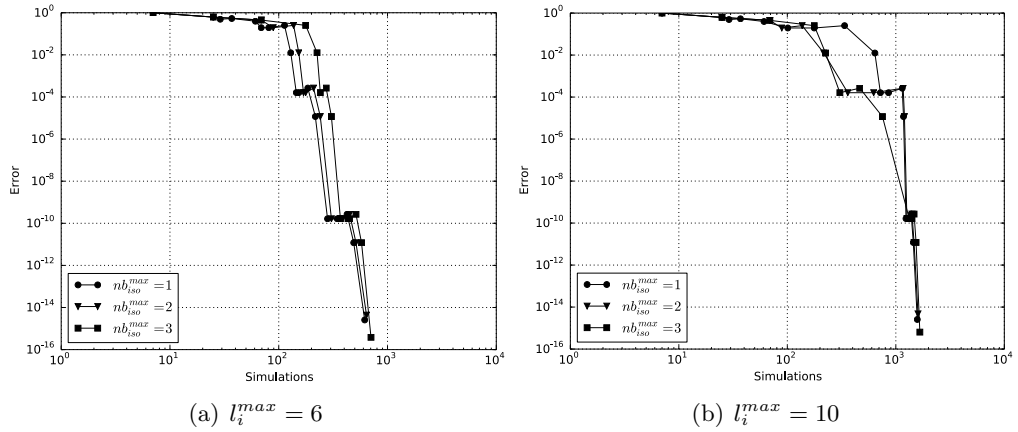 10^0
10^-2
10^-4
10^-6
10^-8
10^-10
10^-12
10^-14
10^-16
Error
nb_iso^max = 1
nb_iso^max = 2
nb_iso^max = 3
10^0 10^1 10^2 10^3 10^4
Simulations
(a) l_i^max = 6
10^0
10^-2
10^-4
10^-6
10^-8
10^-10
10^-12
10^-14
10^-16
Error
nb_iso^max = 1
nb_iso^max = 2
nb_iso^max = 3
10^0 10^1 10^2 10^3 10^4
Simulations
(b) l_i^max = 10